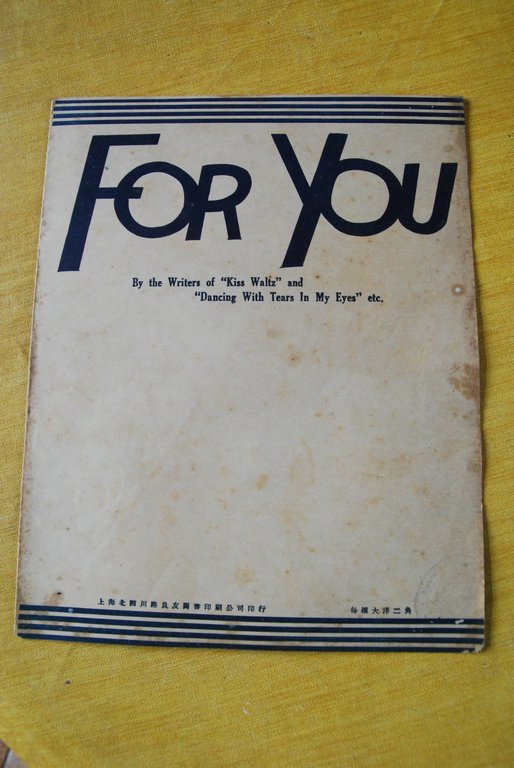 FOR YOU
By the Writers of "Kiss Waltz" and
"Dancing With Tears In My Eyes" etc.
上海北四川路良友圖書印刷公司印行
每種大洋二角